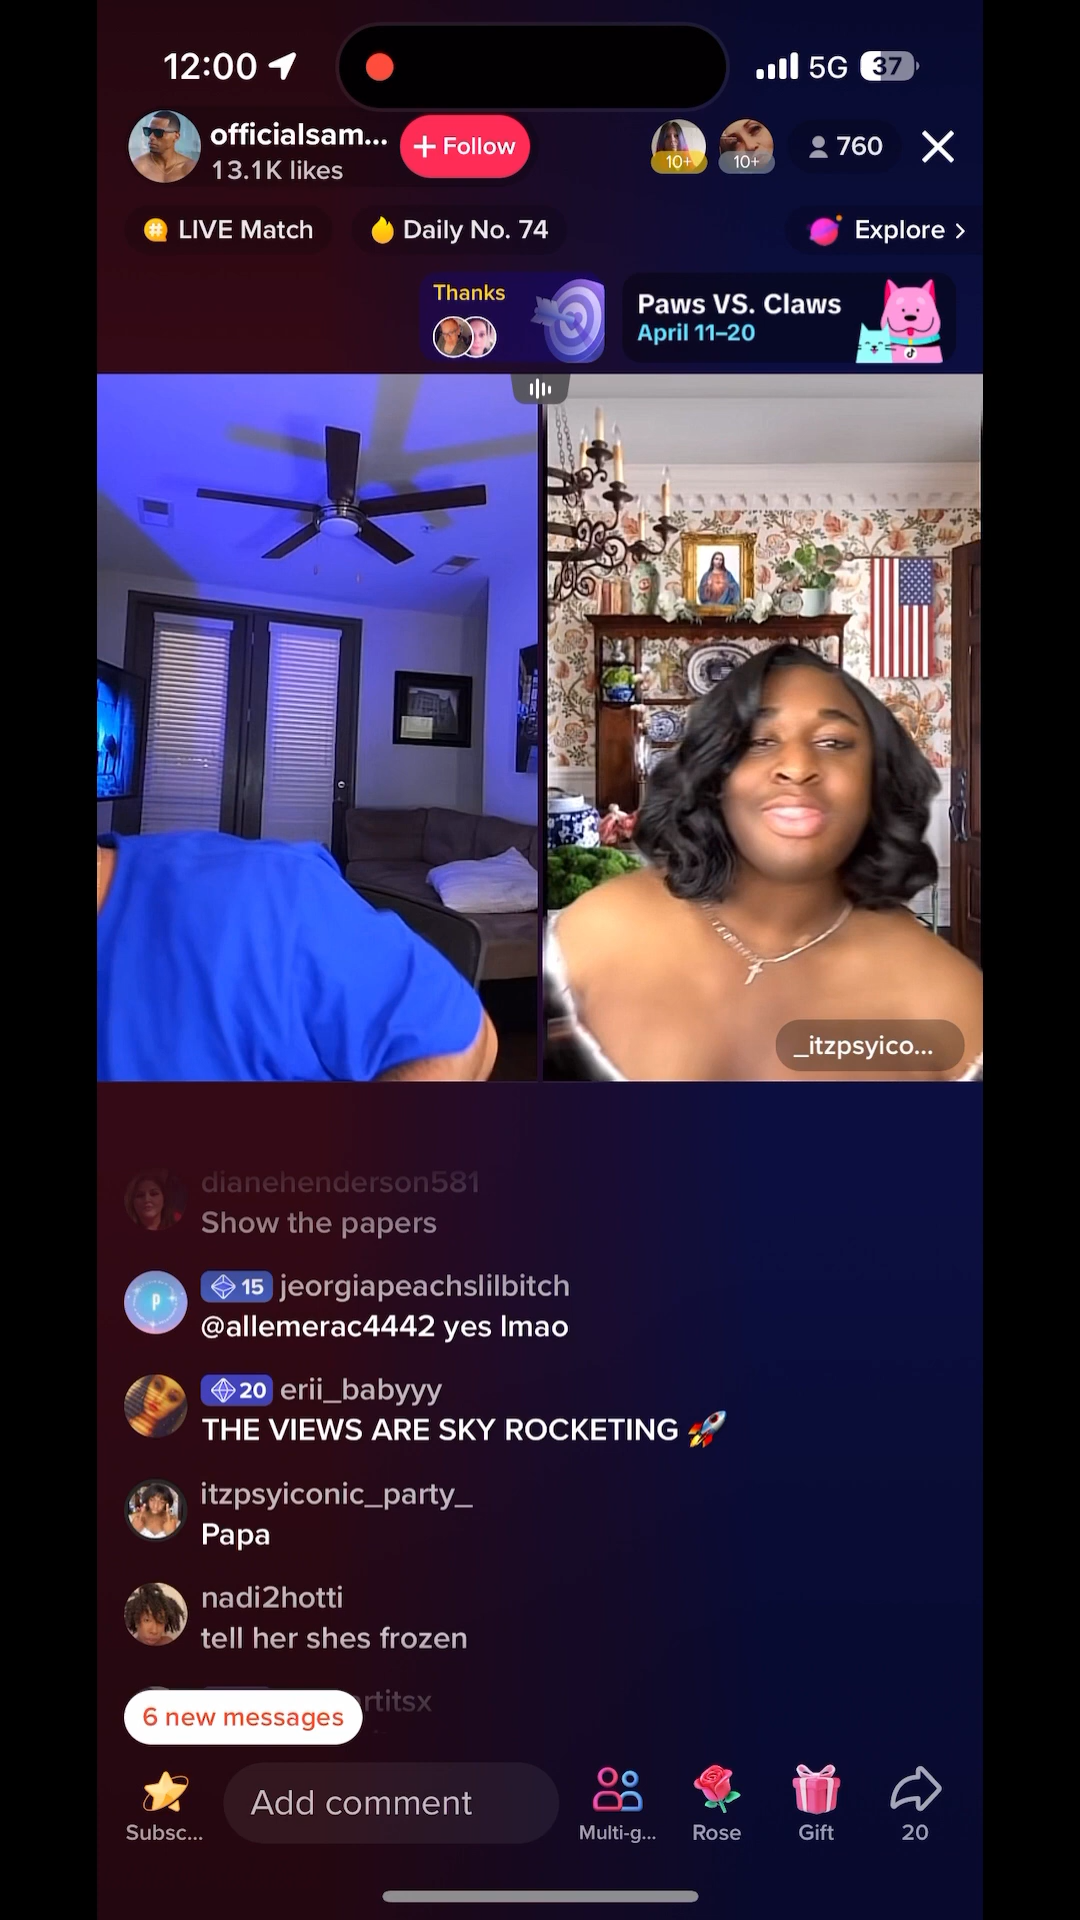 12:00
5G
37
officialsam...
13.1K likes
+ Follow
10+
10+
760
LIVE Match
Daily No. 74
Explore >
Thanks
Paws VS. Claws
April 11–20
_itzpsyico...
dianehenderson581
Show the papers
15 jeorgiapeachslilbitch
@allemerac4442 yes lmao
20 erii_babyyy
THE VIEWS ARE SKY ROCKETING 🚀
itzpsyiconic_party_
Papa
nadi2hotti
tell her shes frozen
rtitsx
6 new messages
Subsc...
Add comment
Multi-g...
Rose
Gift
20